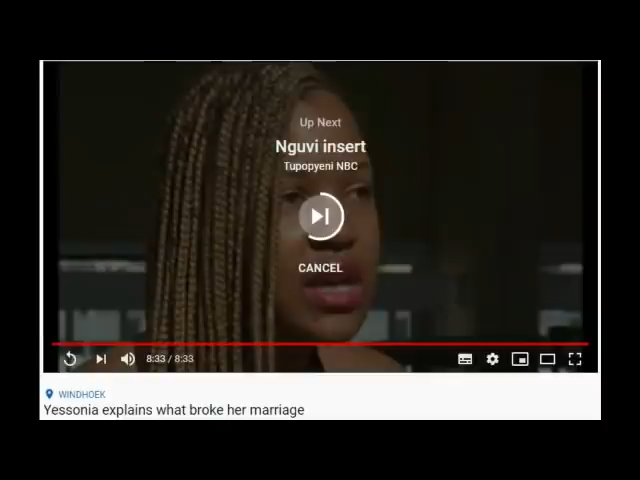 Up Next
Nguvi insert
Tupopyeni NBC
CANCEL
8:33 / 8:33
WINDHOEK
Yessonia explains what broke her marriage